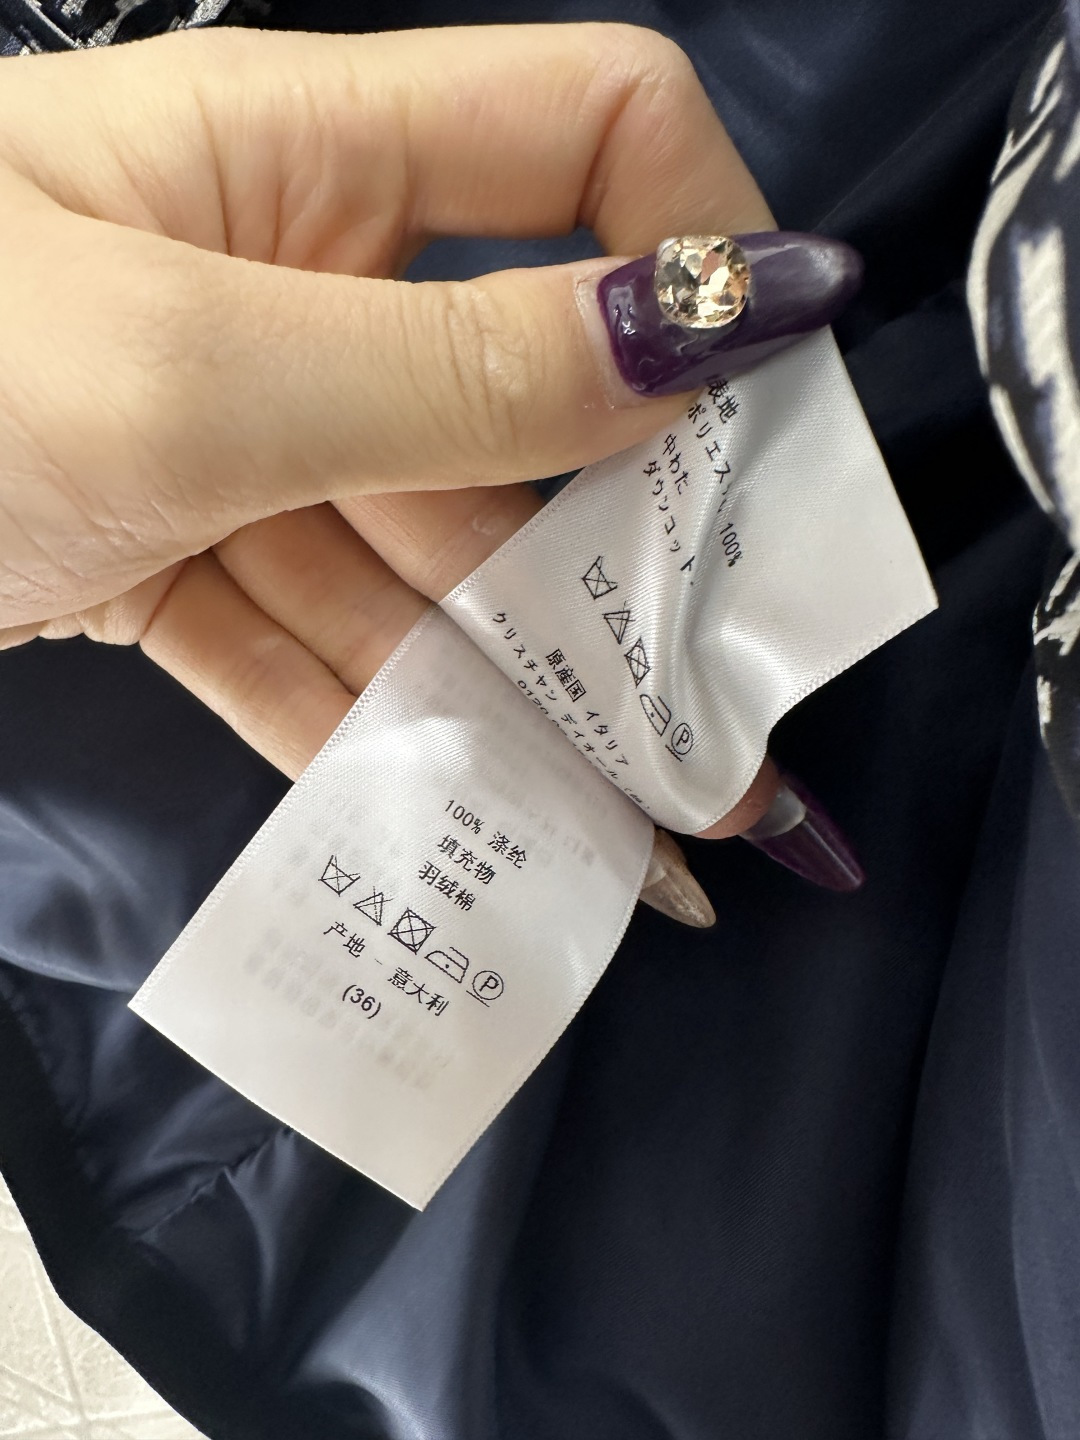 表地
ポリエステル 100%
中わた
ダウンコット
P
原産国 イタリア
クリスチャン ディオール
100% 涤纶
填充物
羽绒棉
P
产地 - 意大利
(36)